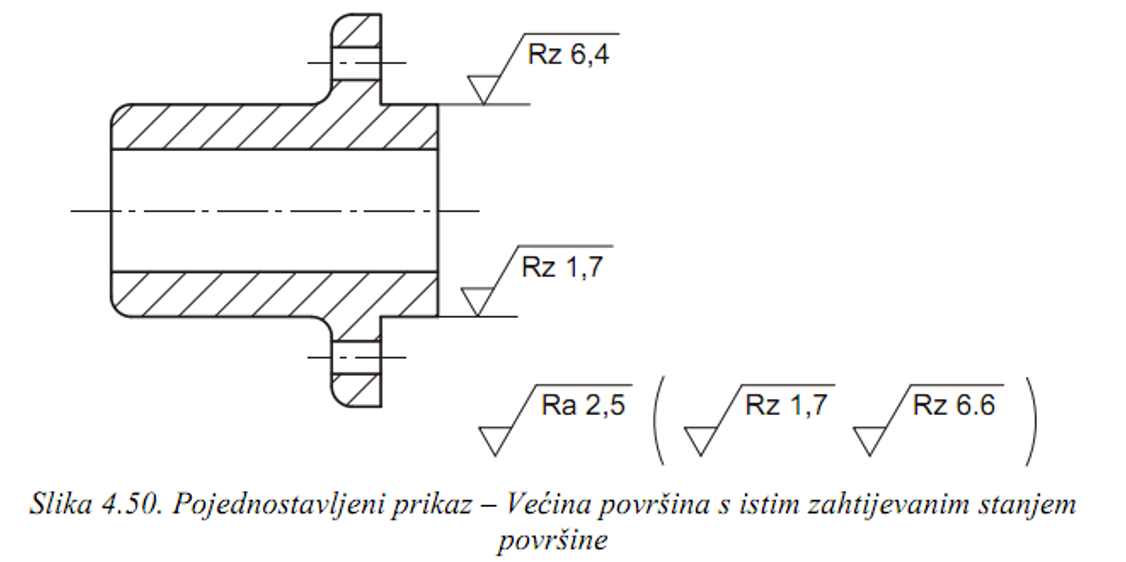 Rz 6,4
Rz 1,7
Ra 2,5 ( Rz 1,7 Rz 6.6 )
Slika 4.50. Pojednostavljeni prikaz – Većina površina s istim zahtijevanim stanjem
površine